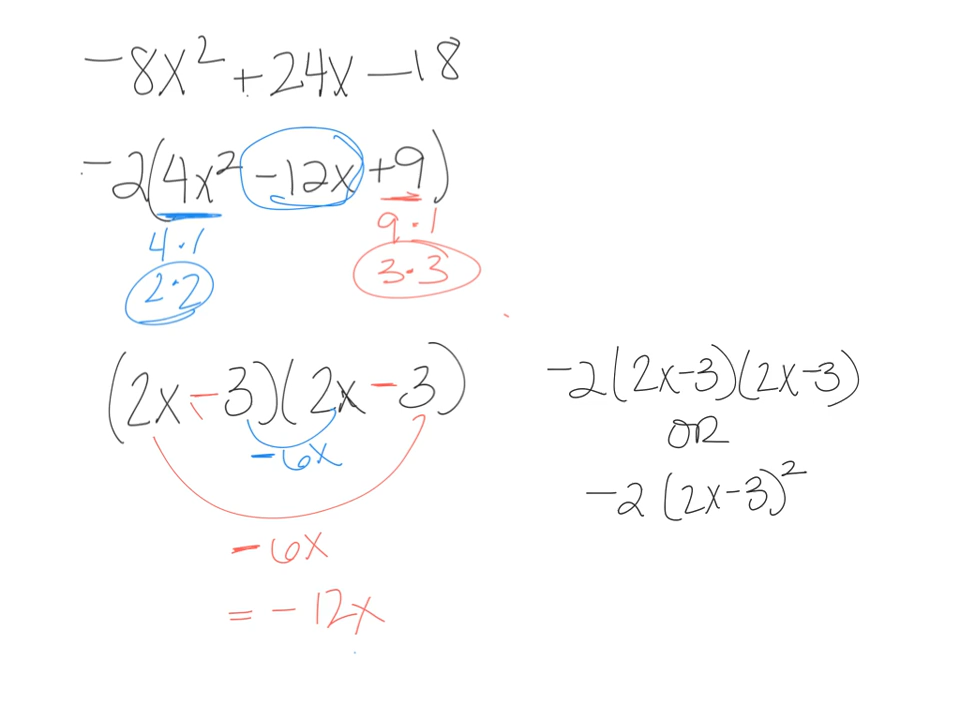 -8x² + 24x - 18
-2(4x² - 12x + 9)
4·1
9·1
2·2
3·3
(2x - 3)(2x - 3)
-6x
-6x
= -12x
-2(2x-3)(2x-3)
OR
-2(2x-3)²